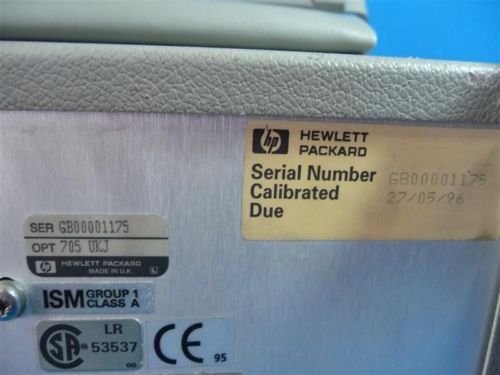 hp HEWLETT
PACKARD
Serial Number GB00001175
Calibrated 27/05/96
Due
SER GB00001175
OPT 705 UKJ
hp HEWLETT PACKARD
MADE IN U.K.
ISM GROUP 1
CLASS A
LR
53537
CE 95